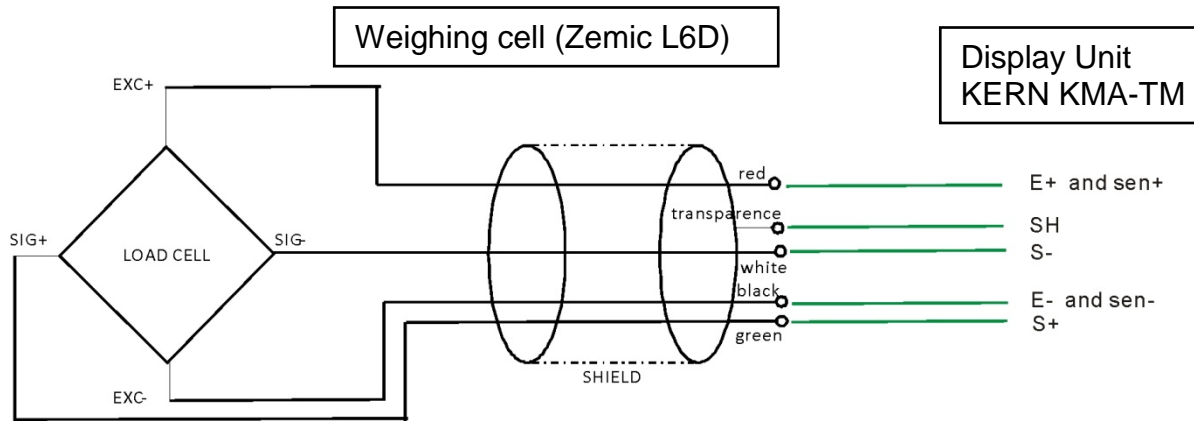 Weighing cell (Zemic L6D)
Display Unit
KERN KMA-TM
EXC+
red
E+ and sen+
transparence
SH
SIG+
LOAD CELL
SIG-
S-
white
black
E- and sen-
S+
green
SHIELD
EXC-